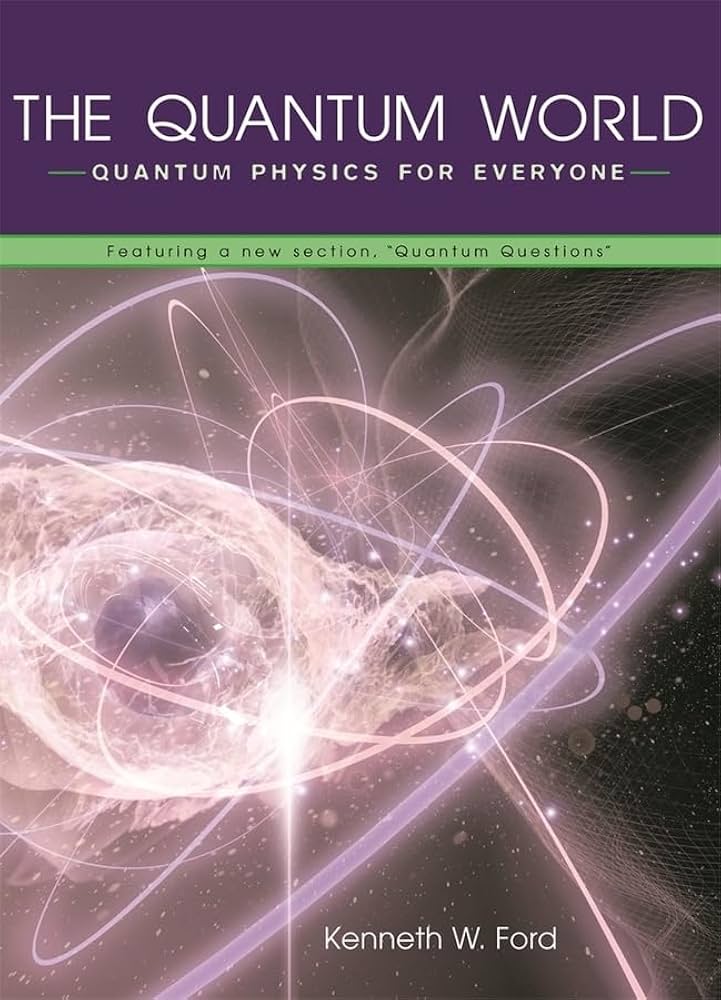 THE QUANTUM WORLD
QUANTUM PHYSICS FOR EVERYONE
Featuring a new section, "Quantum Questions"
Kenneth W. Ford